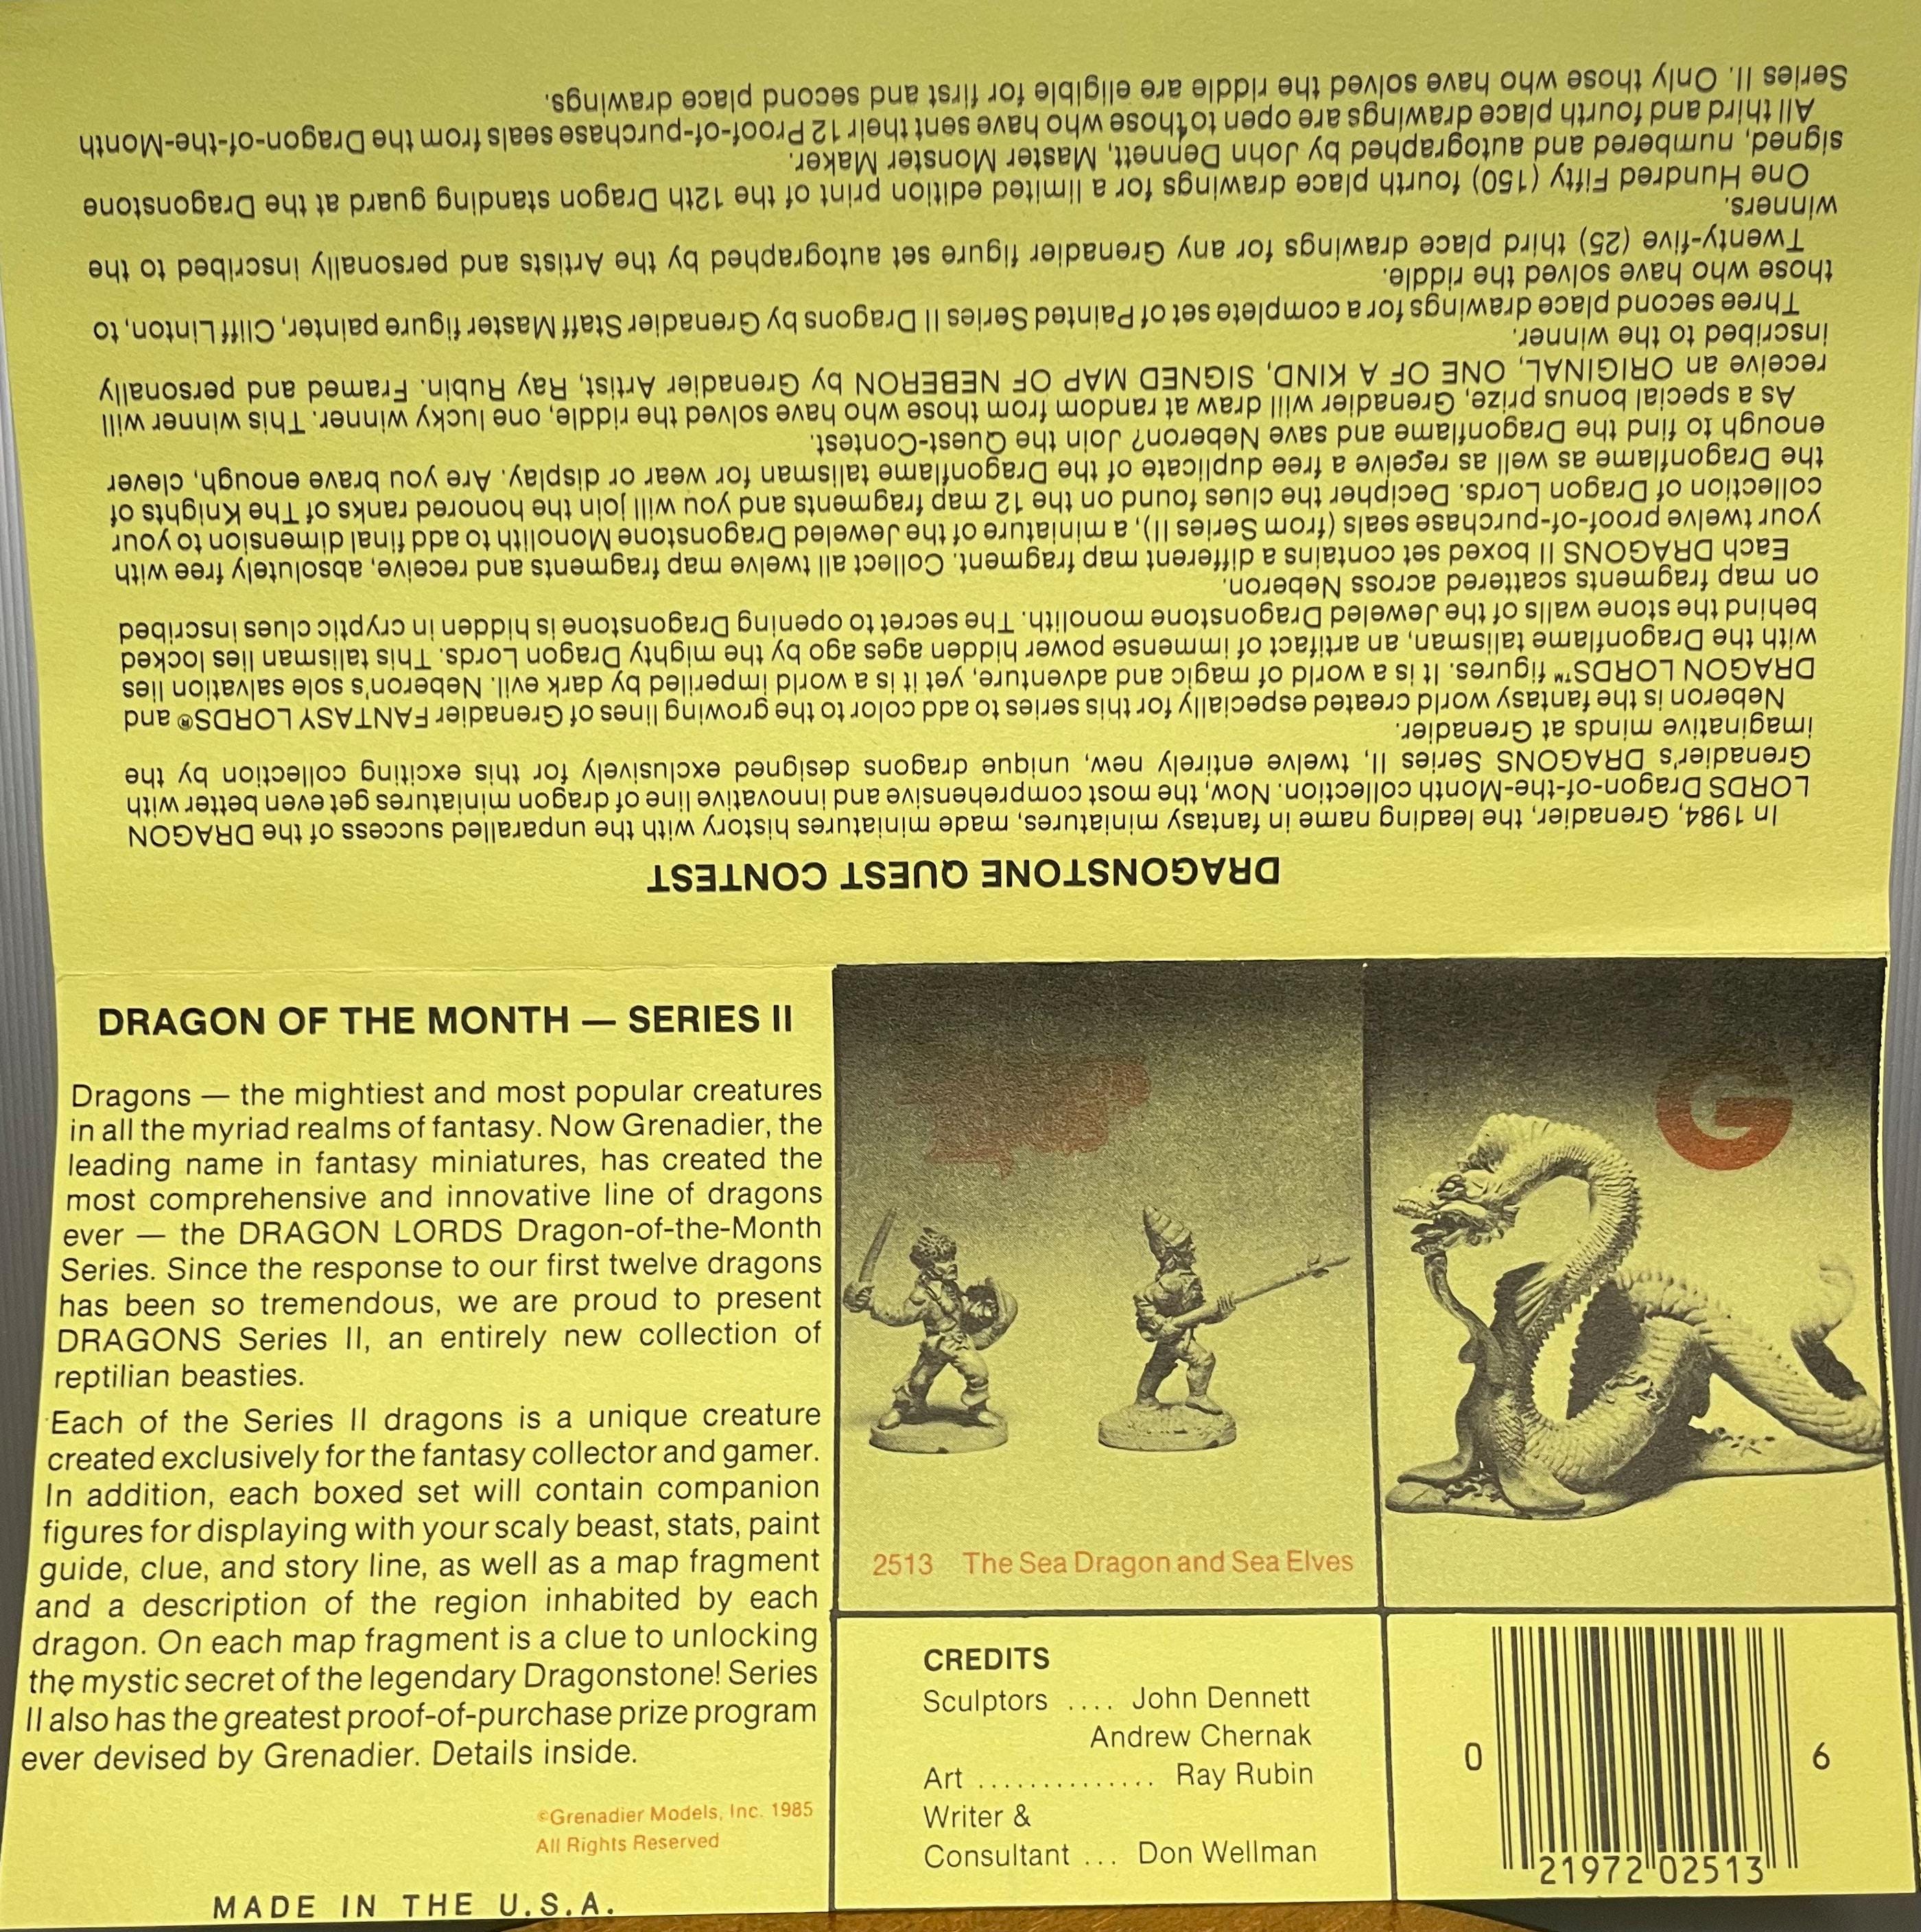 DRAGONSTONE QUEST CONTEST
In 1984, Grenadier, the leading name in fantasy miniatures, made miniatures history with the unparalled success of the DRAGON
LORDS Dragon-of-the-Month collection. Now, the most comprehensive and innovative line of dragon miniatures get even better with
Grenadier's DRAGONS Series II, twelve entirely new, unique dragons designed exclusively for this exciting collection by the
imaginative minds at Grenadier.
Neberon is the fantasy world created especially for this series to add color to the growing lines of Grenadier FANTASY LORDS® and
DRAGON LORDS™ figures. It is a world of magic and adventure, yet it is a world imperiled by dark evil. Neberon's sole salvation lies
with the Dragonflame talisman, an artifact of immense power hidden ages ago by the mighty Dragon Lords. This talisman lies locked
behind the stone walls of the Jeweled Dragonstone monolith. The secret to opening Dragonstone is hidden in cryptic clues inscribed
on map fragments scattered across Neberon.
Each DRAGONS II boxed set contains a different map fragment. Collect all twelve map fragments and receive, absolutely free with
your twelve proof-of-purchase seals (from Series II), a miniature of the Jeweled Dragonstone Monolith to add final dimension to your
collection of Dragon Lords. Decipher the clues found on the 12 map fragments and you will join the honored ranks of The Knights of
the Dragonflame as well as receive a free duplicate of the Dragonflame talisman for wear or display. Are you brave enough, clever
enough to find the Dragonflame and save Neberon? Join the Quest-Contest.
As a special bonus prize, Grenadier will draw at random from those who have solved the riddle, one lucky winner. This winner will
receive an ORIGINAL, ONE OF A KIND, SIGNED MAP OF NEBERON by Grenadier Artist, Ray Rubin. Framed and personally
inscribed to the winner.
Three second place drawings for a complete set of Painted Series II Dragons by Grenadier Staff Master figure painter, Cliff Linton, to
those who have solved the riddle.
Twenty-five (25) third place drawings for any Grenadier figure set autographed by the Artists and personally inscribed to the
winners.
One Hundred Fifty (150) fourth place drawings for a limited edition print of the 12th Dragon standing guard at the Dragonstone
signed, numbered and autographed by John Dennett, Master Monster Maker.
All third and fourth place drawings are open to those who have sent their 12 Proof-of-purchase seals from the Dragon-of-the-Month
Series II. Only those who have solved the riddle are eligible for first and second place drawings.
DRAGON OF THE MONTH — SERIES II
Dragons — the mightiest and most popular creatures
in all the myriad realms of fantasy. Now Grenadier, the
leading name in fantasy miniatures, has created the
most comprehensive and innovative line of dragons
ever — the DRAGON LORDS Dragon-of-the-Month
Series. Since the response to our first twelve dragons
has been so tremendous, we are proud to present
DRAGONS Series II, an entirely new collection of
reptilian beasties.
Each of the Series II dragons is a unique creature
created exclusively for the fantasy collector and gamer.
In addition, each boxed set will contain companion
figures for displaying with your scaly beast, stats, paint
guide, clue, and story line, as well as a map fragment
and a description of the region inhabited by each
dragon. On each map fragment is a clue to unlocking
the mystic secret of the legendary Dragonstone! Series
II also has the greatest proof-of-purchase prize program
ever devised by Grenadier. Details inside.
©Grenadier Models, Inc. 1985
All Rights Reserved
MADE IN THE U.S.A.
G
2513 The Sea Dragon and Sea Elves
CREDITS
Sculptors .... John Dennett
Andrew Chernak
Art .............. Ray Rubin
Writer &
Consultant ... Don Wellman
0 21972 02513 6